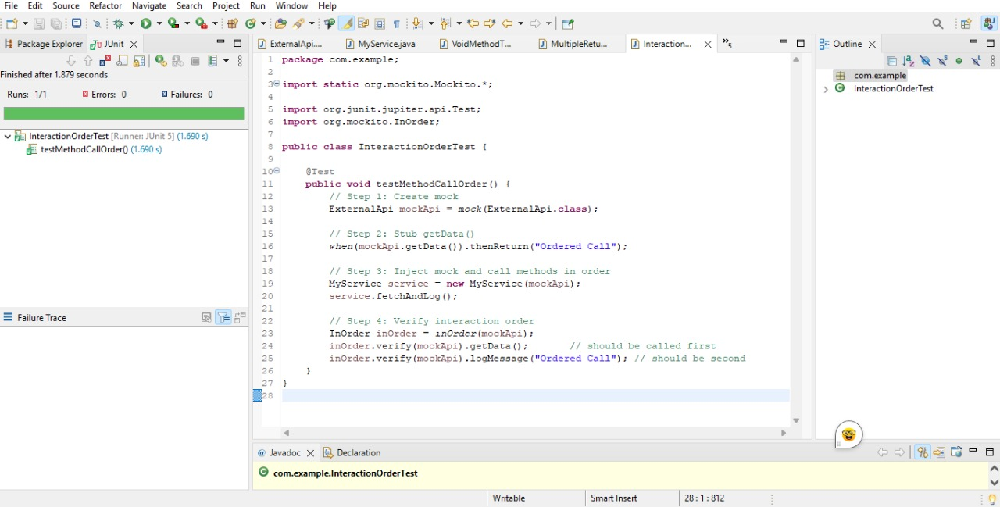 File Edit Source Refactor Navigate Search Project Run Window Help
Package Explorer JUnit
Finished after 1.879 seconds
Runs: 1/1 Errors: 0 Failures: 0
InteractionOrderTest [Runner: JUnit 5] (1.690 s)
testMethodCallOrder() (1.690 s)
Failure Trace
ExternalApi.... MyService.java VoidMethodT... MultipleRetu... Interaction... »5
1 package com.example;
2
3 import static org.mockito.Mockito.*;
4
5 import org.junit.jupiter.api.Test;
6 import org.mockito.InOrder;
7
8 public class InteractionOrderTest {
9
10 @Test
11 public void testMethodCallOrder() {
12 // Step 1: Create mock
13 ExternalApi mockApi = mock(ExternalApi.class);
14
15 // Step 2: Stub getData()
16 when(mockApi.getData()).thenReturn("Ordered Call");
17
18 // Step 3: Inject mock and call methods in order
19 MyService service = new MyService(mockApi);
20 service.fetchAndLog();
21
22 // Step 4: Verify interaction order
23 InOrder inOrder = inOrder(mockApi);
24 inOrder.verify(mockApi).getData(); // should be called first
25 inOrder.verify(mockApi).logMessage("Ordered Call"); // should be second
26 }
27 }
28
Outline
com.example
InteractionOrderTest
@ Javadoc Declaration
com.example.InteractionOrderTest
Writable Smart Insert 28 : 1 : 812